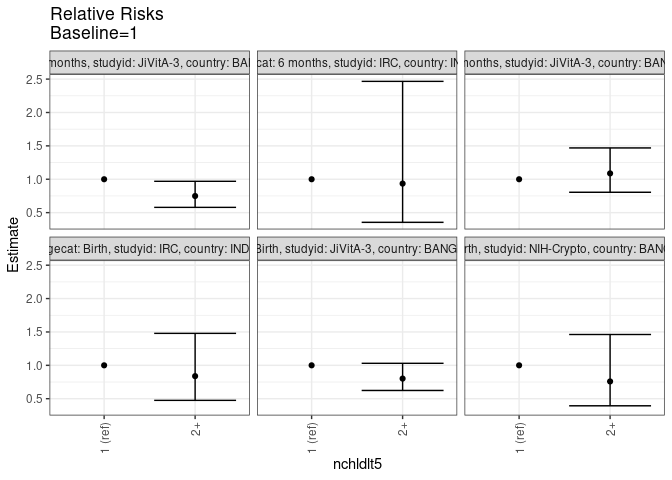 Relative Risks
Baseline=1
months, studyid: JiVitA-3, country: BAN
cat: 6 months, studyid: IRC, country: IN
months, studyid: JiVitA-3, country: BAN
2.5
2.0
1.5
1.0
0.5
gecat: Birth, studyid: IRC, country: IND
Birth, studyid: JiVitA-3, country: BANG
rth, studyid: NIH-Crypto, country: BANG
2.5
2.0
1.5
1.0
0.5
Estimate
1 (ref)
2+
1 (ref)
2+
1 (ref)
2+
nchldlt5